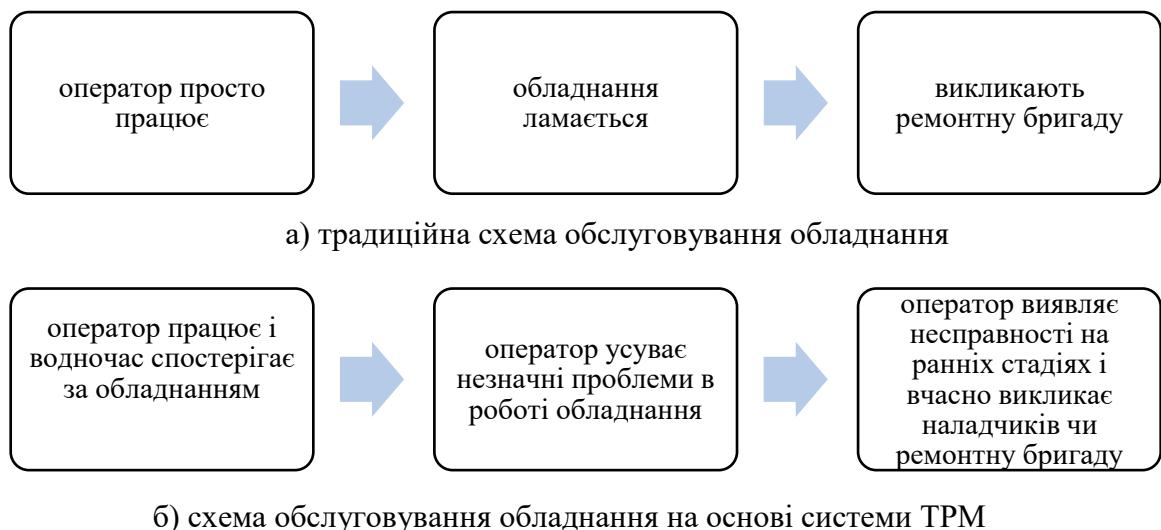 оператор просто
працює
обладнання
ламається
викликають
ремонтну бригаду
а) традиційна схема обслуговування обладнання
оператор працює і
водночас спостерігає
за обладнанням
оператор усуває
незначні проблеми в
роботі обладнання
оператор виявляє
несправності на
ранніх стадіях і
вчасно викликає
наладчиків чи
ремонтну бригаду
б) схема обслуговування обладнання на основі системи ТРМ